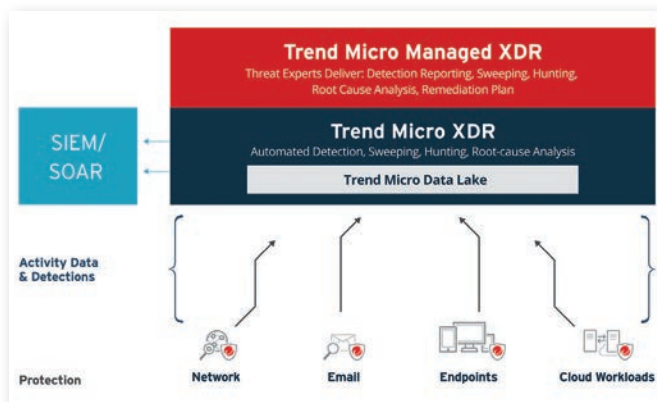 Trend Micro Managed XDR
Threat Experts Deliver: Detection Reporting, Sweeping, Hunting,
Root Cause Analysis, Remediation Plan
SIEM/
SOAR
Trend Micro XDR
Automated Detection, Sweeping, Hunting, Root-cause Analysis
Trend Micro Data Lake
Activity Data
& Detections
Protection
Network
Email
Endpoints
Cloud Workloads